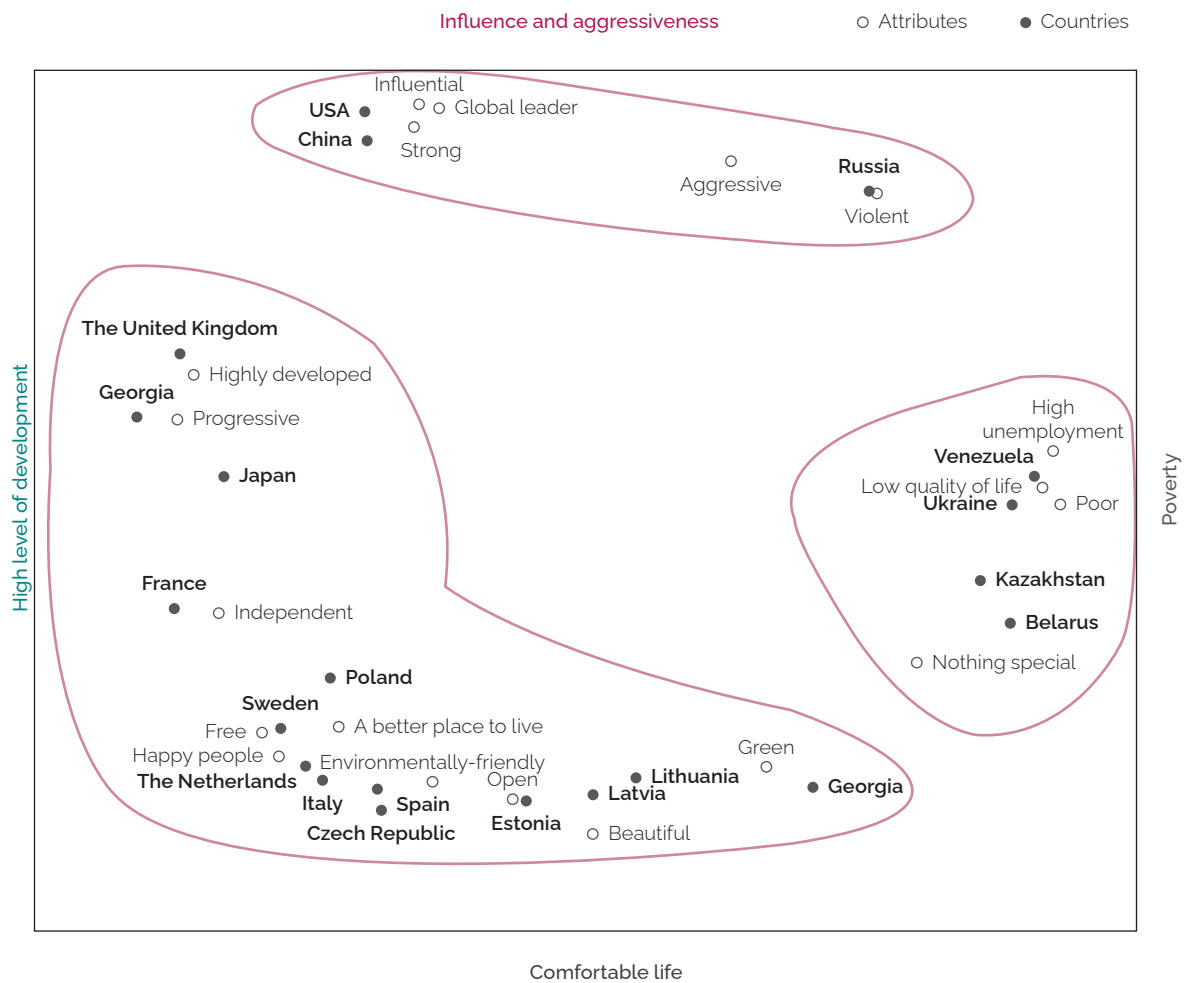 Influence and aggressiveness
Attributes
Countries
Influential
USA
Global leader
China
Strong
Russia
Aggressive
Violent
The United Kingdom
Highly developed
Georgia
Progressive
Japan
High
unemployment
Venezuela
Low quality of life
Ukraine
Poor
High level of development
Poverty
France
Independent
Kazakhstan
Belarus
Nothing special
Poland
Sweden
Free
A better place to live
Happy people
Environmentally-friendly
The Netherlands
Italy
Spain
Czech Republic
Open
Estonia
Green
Lithuania
Latvia
Georgia
Beautiful
Comfortable life